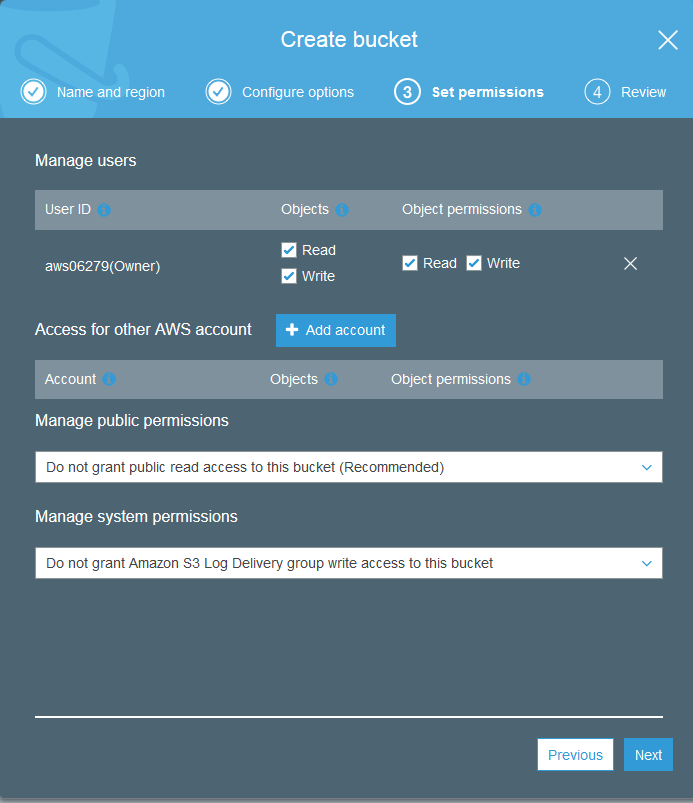 Create bucket
Name and region Configure options 3 Set permissions 4 Review
Manage users
User ID Objects Object permissions
aws06279(Owner) Read Write Read Write
Access for other AWS account + Add account
Account Objects Object permissions
Manage public permissions
Do not grant public read access to this bucket (Recommended)
Manage system permissions
Do not grant Amazon S3 Log Delivery group write access to this bucket
Previous Next